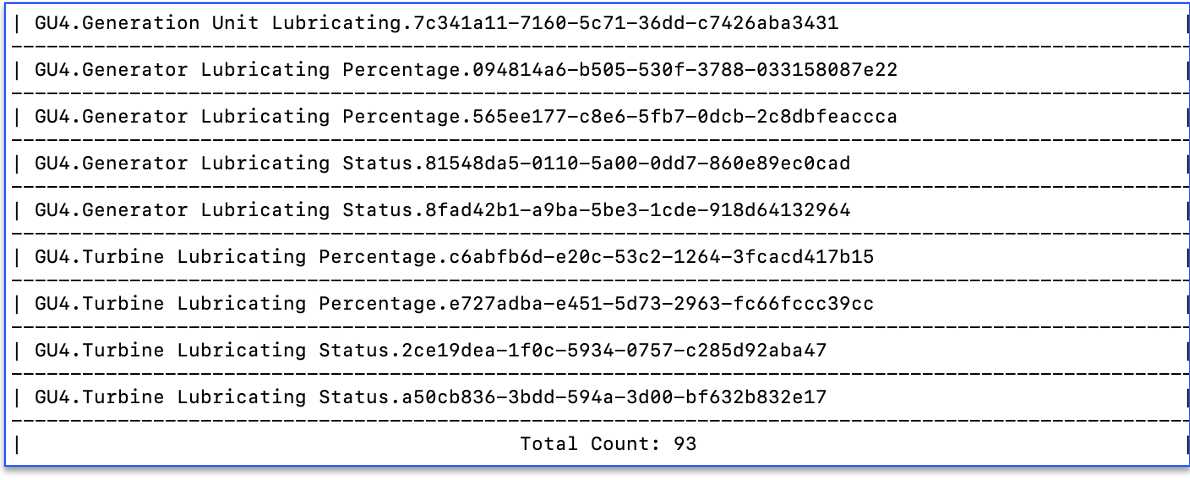 | GU4.Generation Unit Lubricating.7c341a11-7160-5c71-36dd-c7426aba3431 |
| GU4.Generator Lubricating Percentage.094814a6-b505-530f-3788-033158087e22 |
| GU4.Generator Lubricating Percentage.565ee177-c8e6-5fb7-0dcb-2c8dbfeaccca |
| GU4.Generator Lubricating Status.81548da5-0110-5a00-0dd7-860e89ec0cad |
| GU4.Generator Lubricating Status.8fad42b1-a9ba-5be3-1cde-918d64132964 |
| GU4.Turbine Lubricating Percentage.c6abfb6d-e20c-53c2-1264-3fcacd417b15 |
| GU4.Turbine Lubricating Percentage.e727adba-e451-5d73-2963-fc66fccc39cc |
| GU4.Turbine Lubricating Status.2ce19dea-1f0c-5934-0757-c285d92aba47 |
| GU4.Turbine Lubricating Status.a50cb836-3bdd-594a-3d00-bf632b832e17 |
| Total Count: 93 |